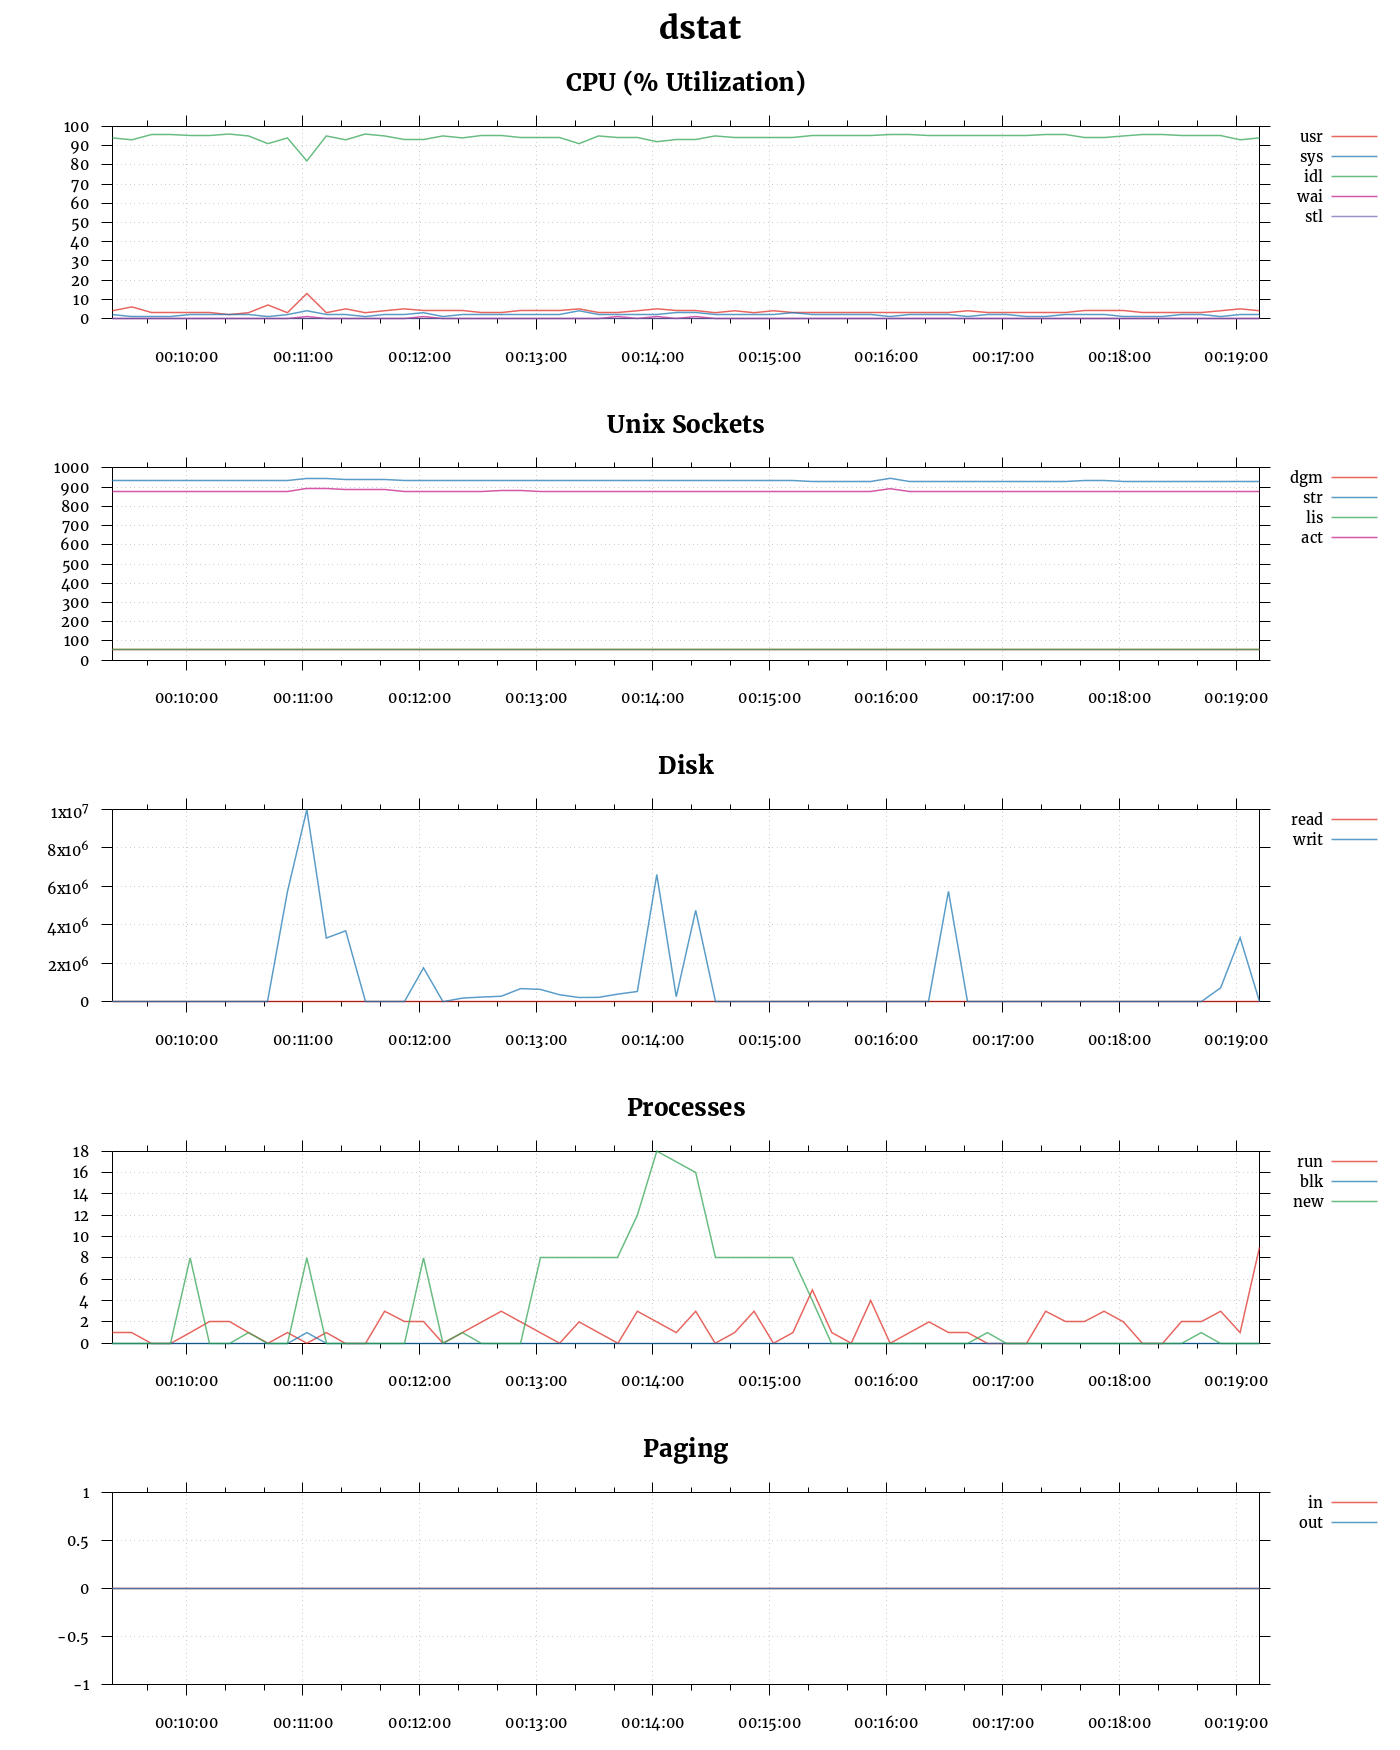 dstat
CPU (% Utilization)
100
90
80
70
60
50
40
30
20
10
0
00:10:00 00:11:00 00:12:00 00:13:00 00:14:00 00:15:00 00:16:00 00:17:00 00:18:00 00:19:00
usr
sys
idl
wai
stl
Unix Sockets
1000
900
800
700
600
500
400
300
200
100
0
00:10:00 00:11:00 00:12:00 00:13:00 00:14:00 00:15:00 00:16:00 00:17:00 00:18:00 00:19:00
dgm
str
lis
act
Disk
1x10⁷
8x10⁶
6x10⁶
4x10⁶
2x10⁶
0
00:10:00 00:11:00 00:12:00 00:13:00 00:14:00 00:15:00 00:16:00 00:17:00 00:18:00 00:19:00
read
writ
Processes
18
16
14
12
10
8
6
4
2
0
00:10:00 00:11:00 00:12:00 00:13:00 00:14:00 00:15:00 00:16:00 00:17:00 00:18:00 00:19:00
run
blk
new
Paging
1
0.5
0
-0.5
-1
00:10:00 00:11:00 00:12:00 00:13:00 00:14:00 00:15:00 00:16:00 00:17:00 00:18:00 00:19:00
in
out